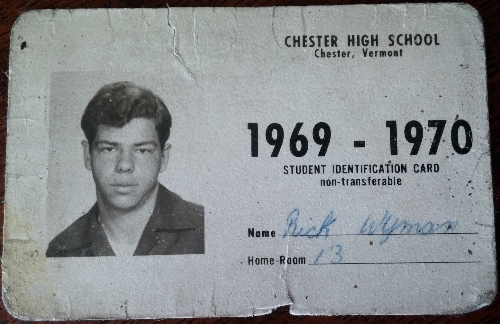 CHESTER HIGH SCHOOL
Chester, Vermont
1969 - 1970
STUDENT IDENTIFICATION CARD
non-transferable
Name Rick Wyman
Home-Room 13